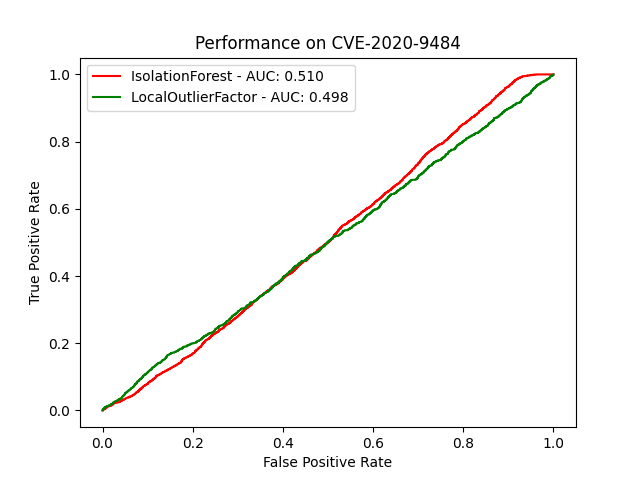 Performance on CVE-2020-9484
IsolationForest - AUC: 0.510
LocalOutlierFactor - AUC: 0.498
True Positive Rate
1.0
0.8
0.6
0.4
0.2
0.0
0.0 0.2 0.4 0.6 0.8 1.0
False Positive Rate